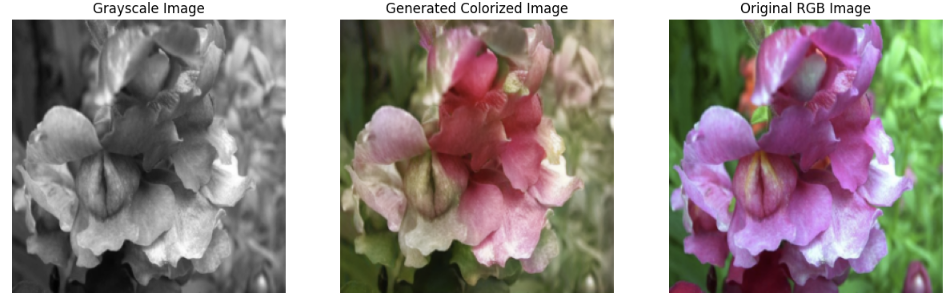 Grayscale Image
Generated Colorized Image
Original RGB Image